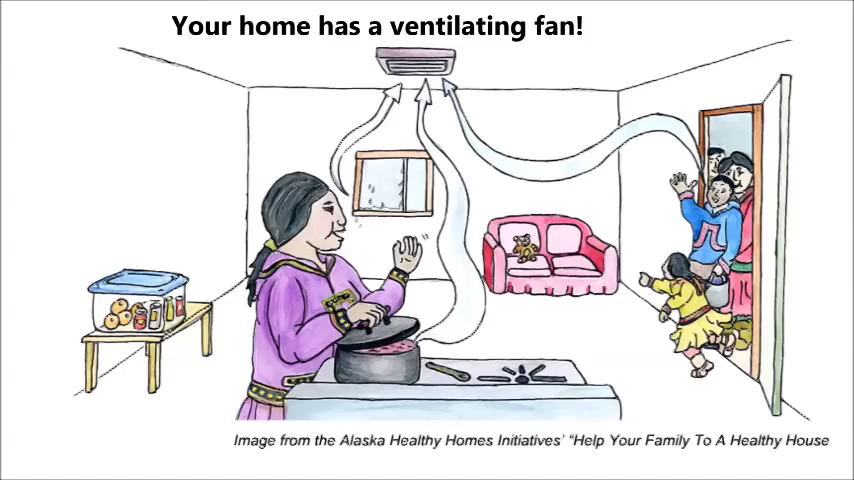 Your home has a ventilating fan!
Image from the Alaska Healthy Homes Initiatives’ “Help Your Family To A Healthy House